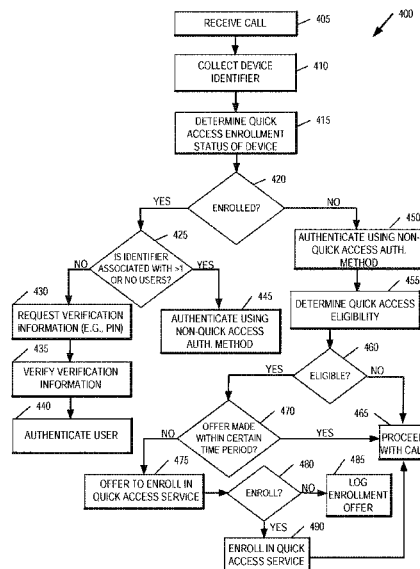 400
RECEIVE CALL
405
COLLECT DEVICE
IDENTIFIER
410
DETERMINE QUICK
ACCESS ENROLLMENT
STATUS OF DEVICE
415
420
YES
ENROLLED?
NO
425
IS IDENTIFIER
ASSOCIATED WITH >1
OR NO USERS?
NO
YES
430
REQUEST VERIFICATION
INFORMATION (E.G., PIN)
435
VERIFY VERIFICATION
INFORMATION
440
AUTHENTICATE USER
445
AUTHENTICATE USING
NON-QUICK ACCESS
AUTH. METHOD
450
AUTHENTICATE USING NON-
QUICK ACCESS AUTH.
METHOD
455
DETERMINE QUICK ACCESS
ELIGIBILITY
460
YES
ELIGIBLE?
NO
465
PROCEED
WITH CALL
470
OFFER MADE
WITHIN CERTAIN
TIME PERIOD?
NO
YES
475
OFFER TO ENROLL IN
QUICK ACCESS SERVICE
480
ENROLL?
NO
YES
485
LOG
ENROLLMENT
OFFER
490
ENROLL IN QUICK
ACCESS SERVICE